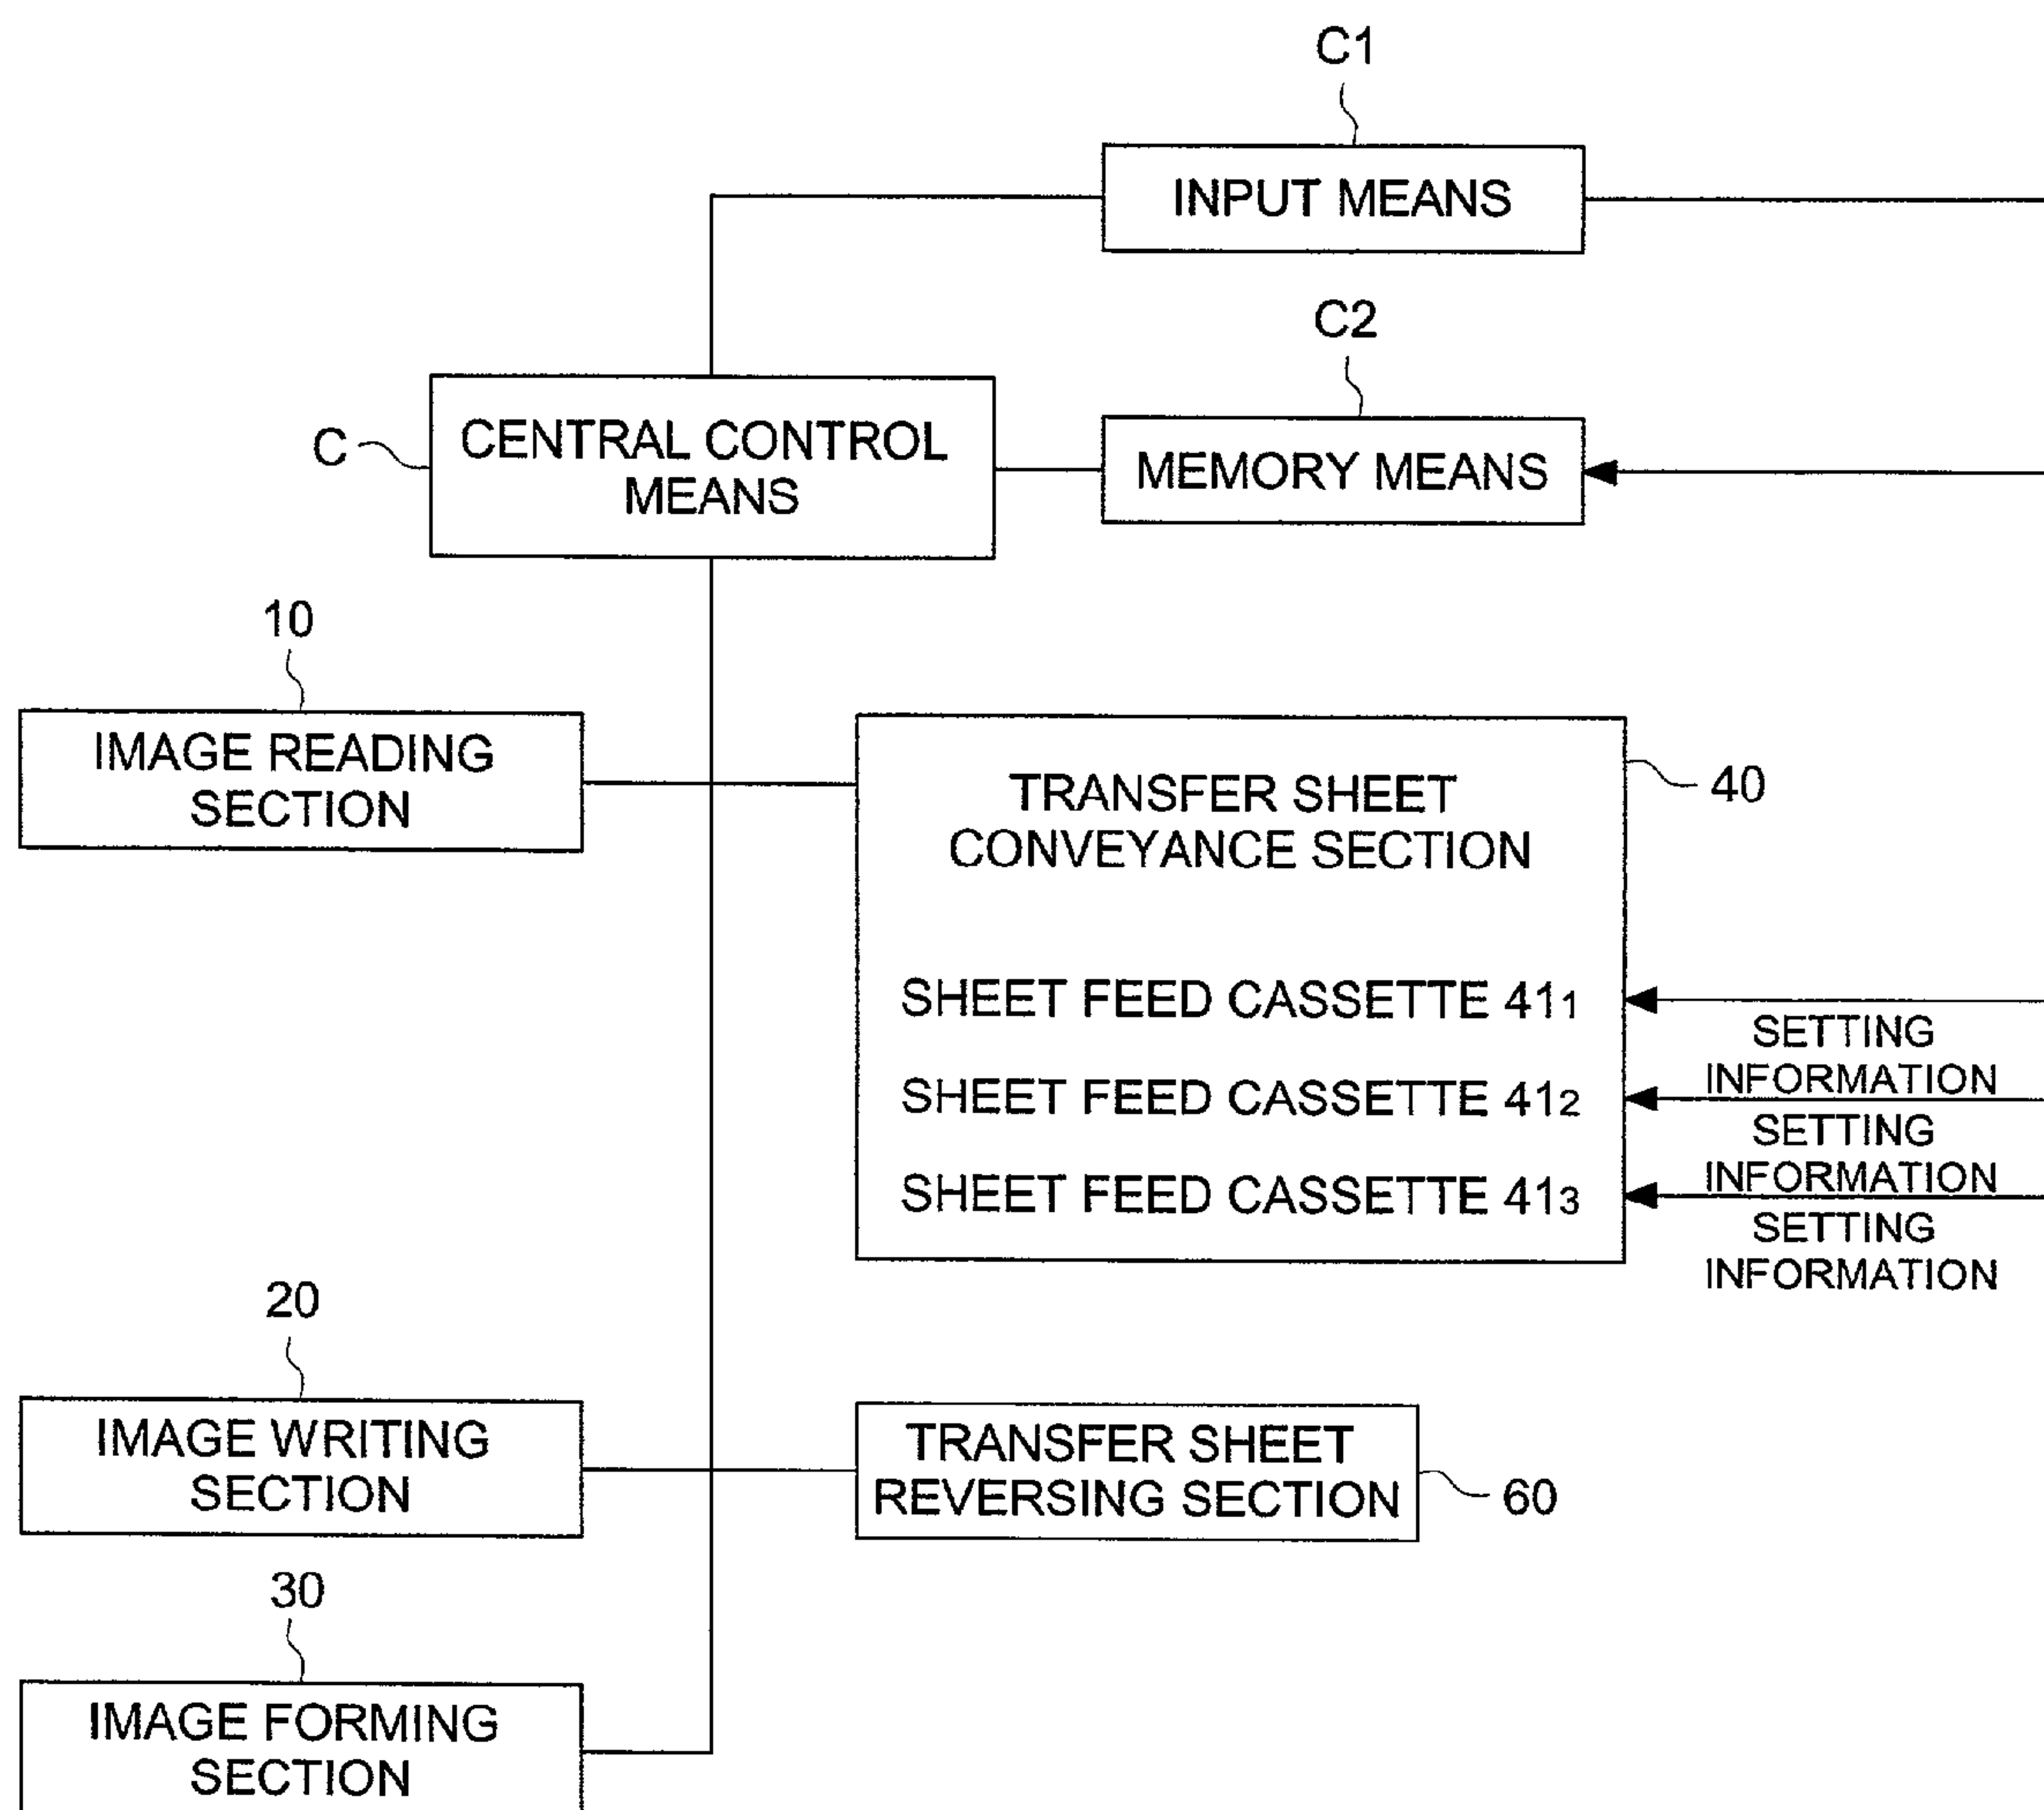 C1
INPUT MEANS
C2
C
CENTRAL CONTROL
MEANS
MEMORY MEANS
10
IMAGE READING
SECTION
40
TRANSFER SHEET
CONVEYANCE SECTION
SHEET FEED CASSETTE 41₁
SETTING
INFORMATION
SHEET FEED CASSETTE 41₂
SETTING
INFORMATION
SHEET FEED CASSETTE 41₃
SETTING
INFORMATION
20
IMAGE WRITING
SECTION
TRANSFER SHEET
REVERSING SECTION
60
30
IMAGE FORMING
SECTION